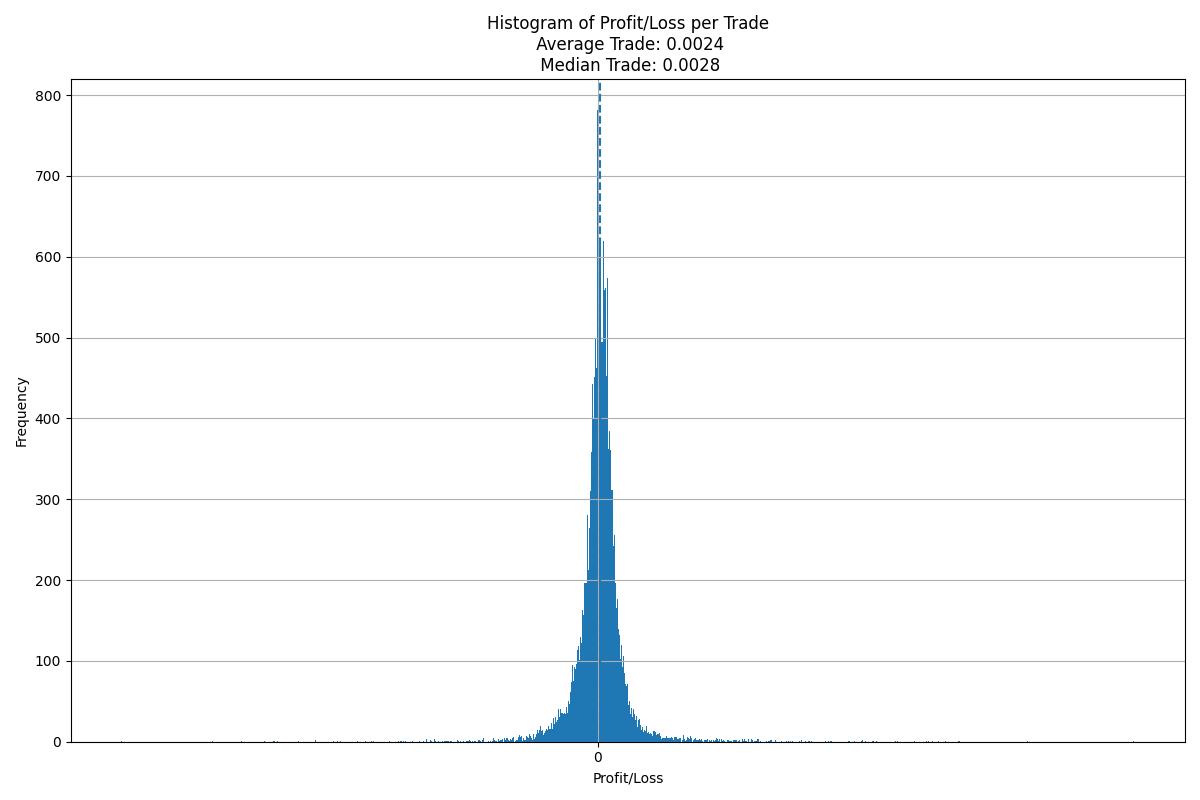 Histogram of Profit/Loss per Trade
Average Trade: 0.0024
Median Trade: 0.0028
800
700
600
500
400
300
200
100
0
Frequency
0
Profit/Loss